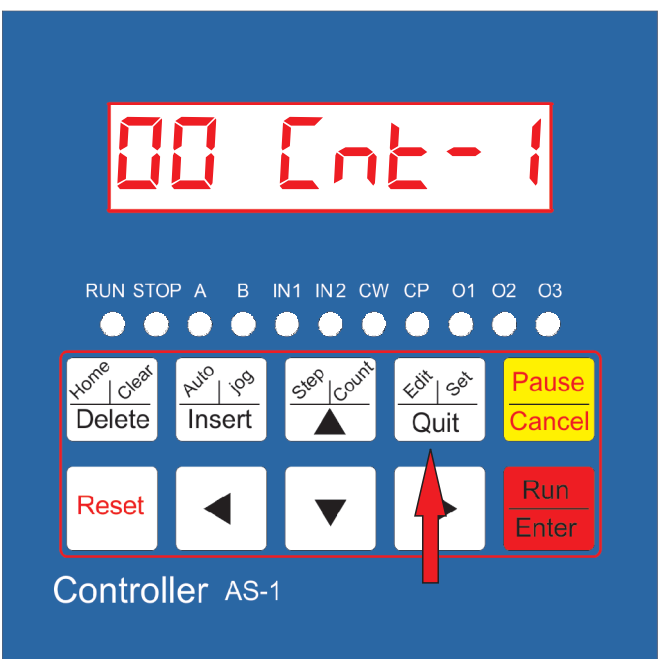 00 Cnt-1
RUN STOP A B IN1 IN2 CW CP O1 O2 O3
Home Clear Auto jog Step Count Edit Set Pause
Delete Insert Quit Cancel
Reset Run
Enter
Controller AS-1